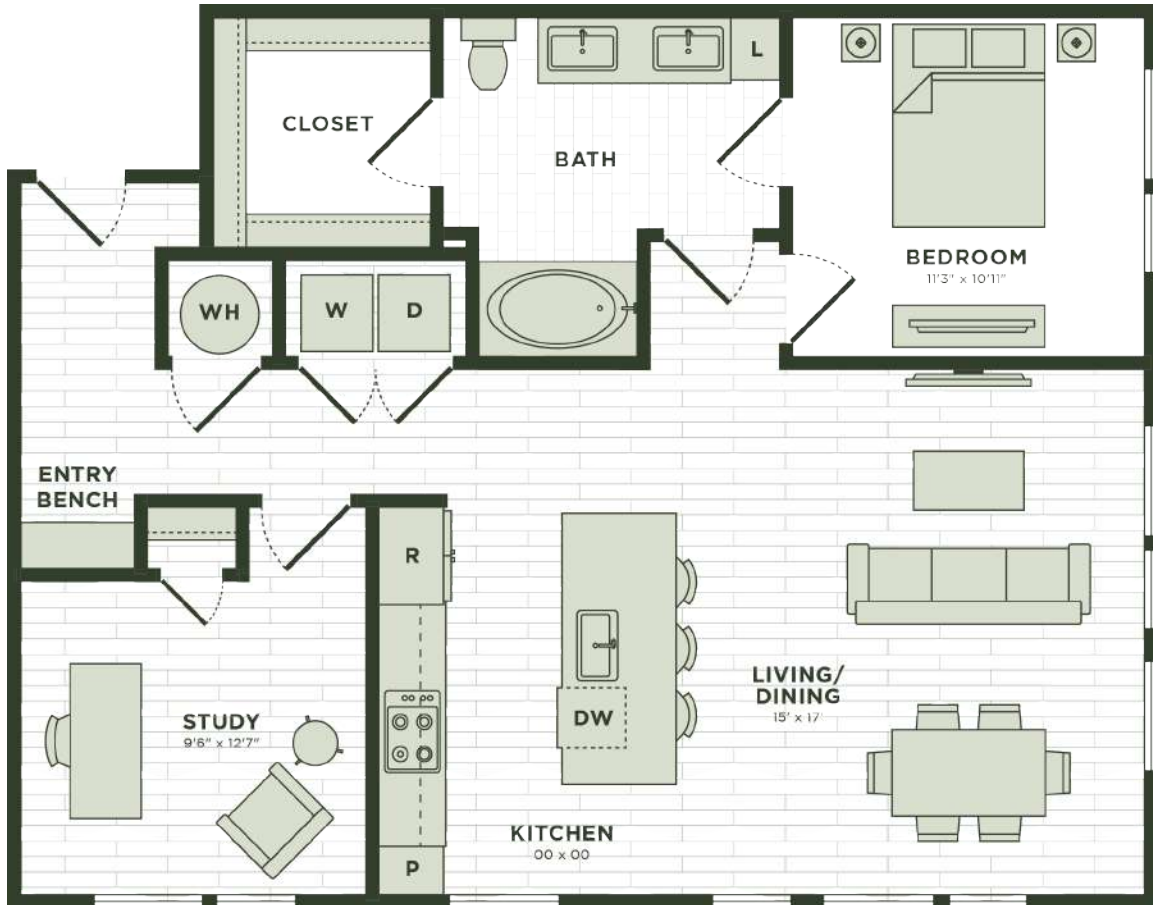 CLOSET
L
BATH
BEDROOM
11'3" x 10'11"
WH
W
D
ENTRY
BENCH
R
LIVING/
DINING
15' x 17'
DW
STUDY
9'6" x 12'7"
KITCHEN
00 x 00
P